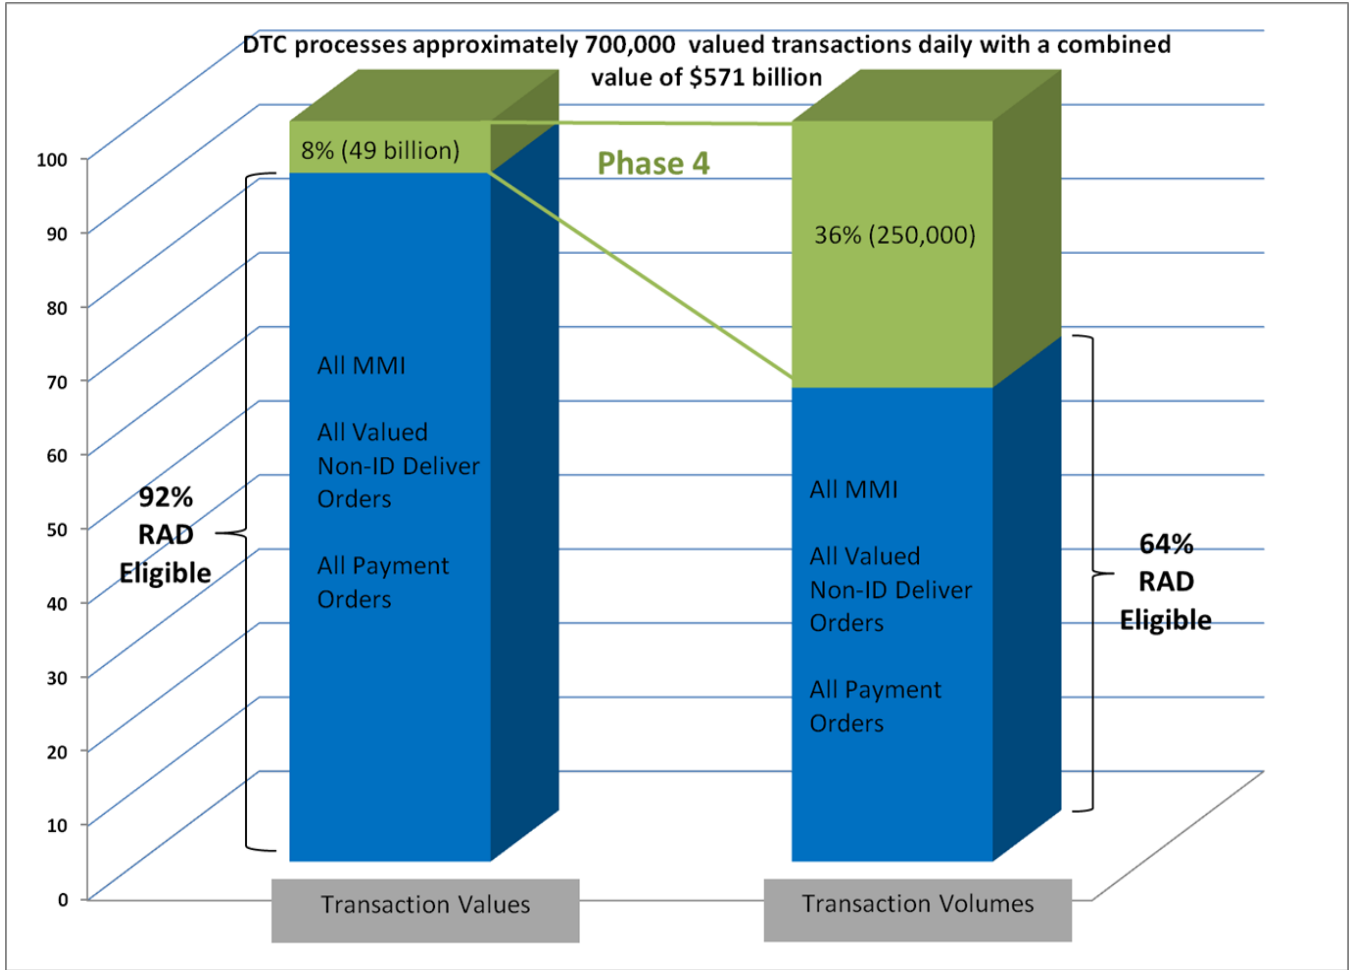 DTC processes approximately 700,000 valued transactions daily with a combined
value of $571 billion
100
90
80
70
60
50
40
30
20
10
0
92%
RAD
Eligible
8% (49 billion)
All MMI
All Valued
Non-ID Deliver
Orders
All Payment
Orders
Phase 4
36% (250,000)
All MMI
All Valued
Non-ID Deliver
Orders
All Payment
Orders
64%
RAD
Eligible
Transaction Values
Transaction Volumes